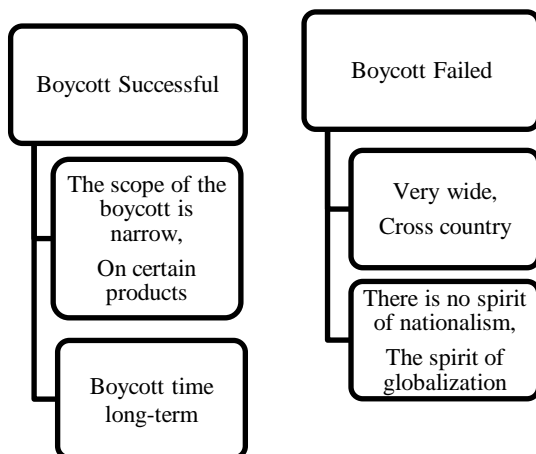 Boycott Successful
The scope of the
boycott is
narrow,
On certain
products
Boycott time
long-term
Boycott Failed
Very wide,
Cross country
There is no spirit
of nationalism,
The spirit of
globalization